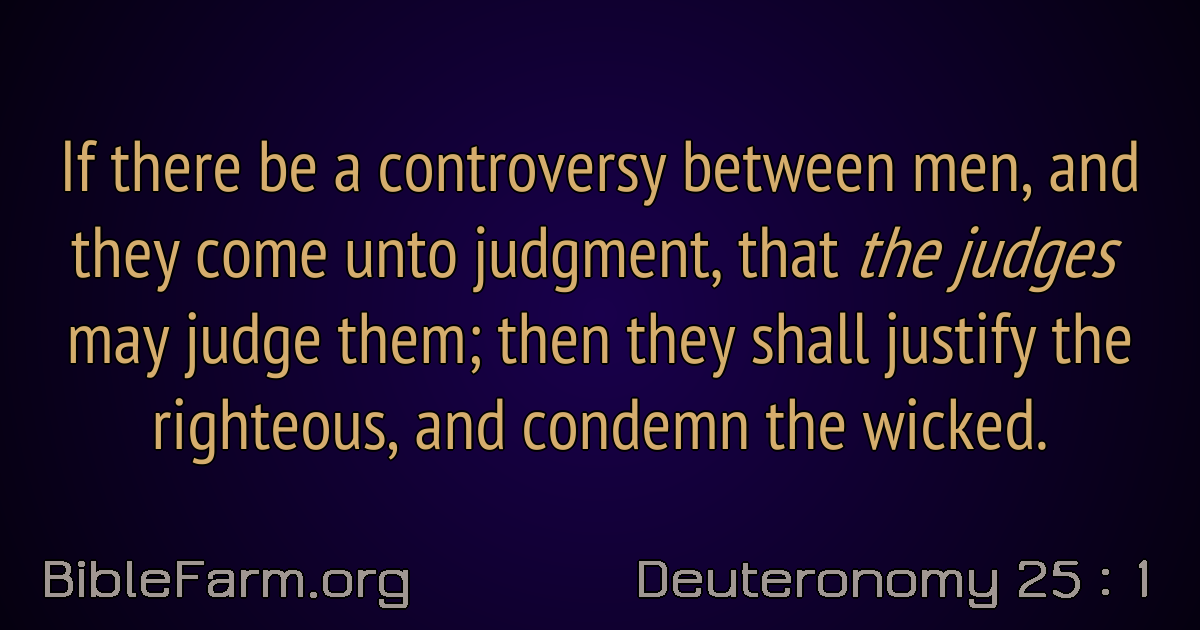 If there be a controversy between men, and
they come unto judgment, that the judges
may judge them; then they shall justify the
righteous, and condemn the wicked.
BibleFarm.org
Deuteronomy 25 : 1